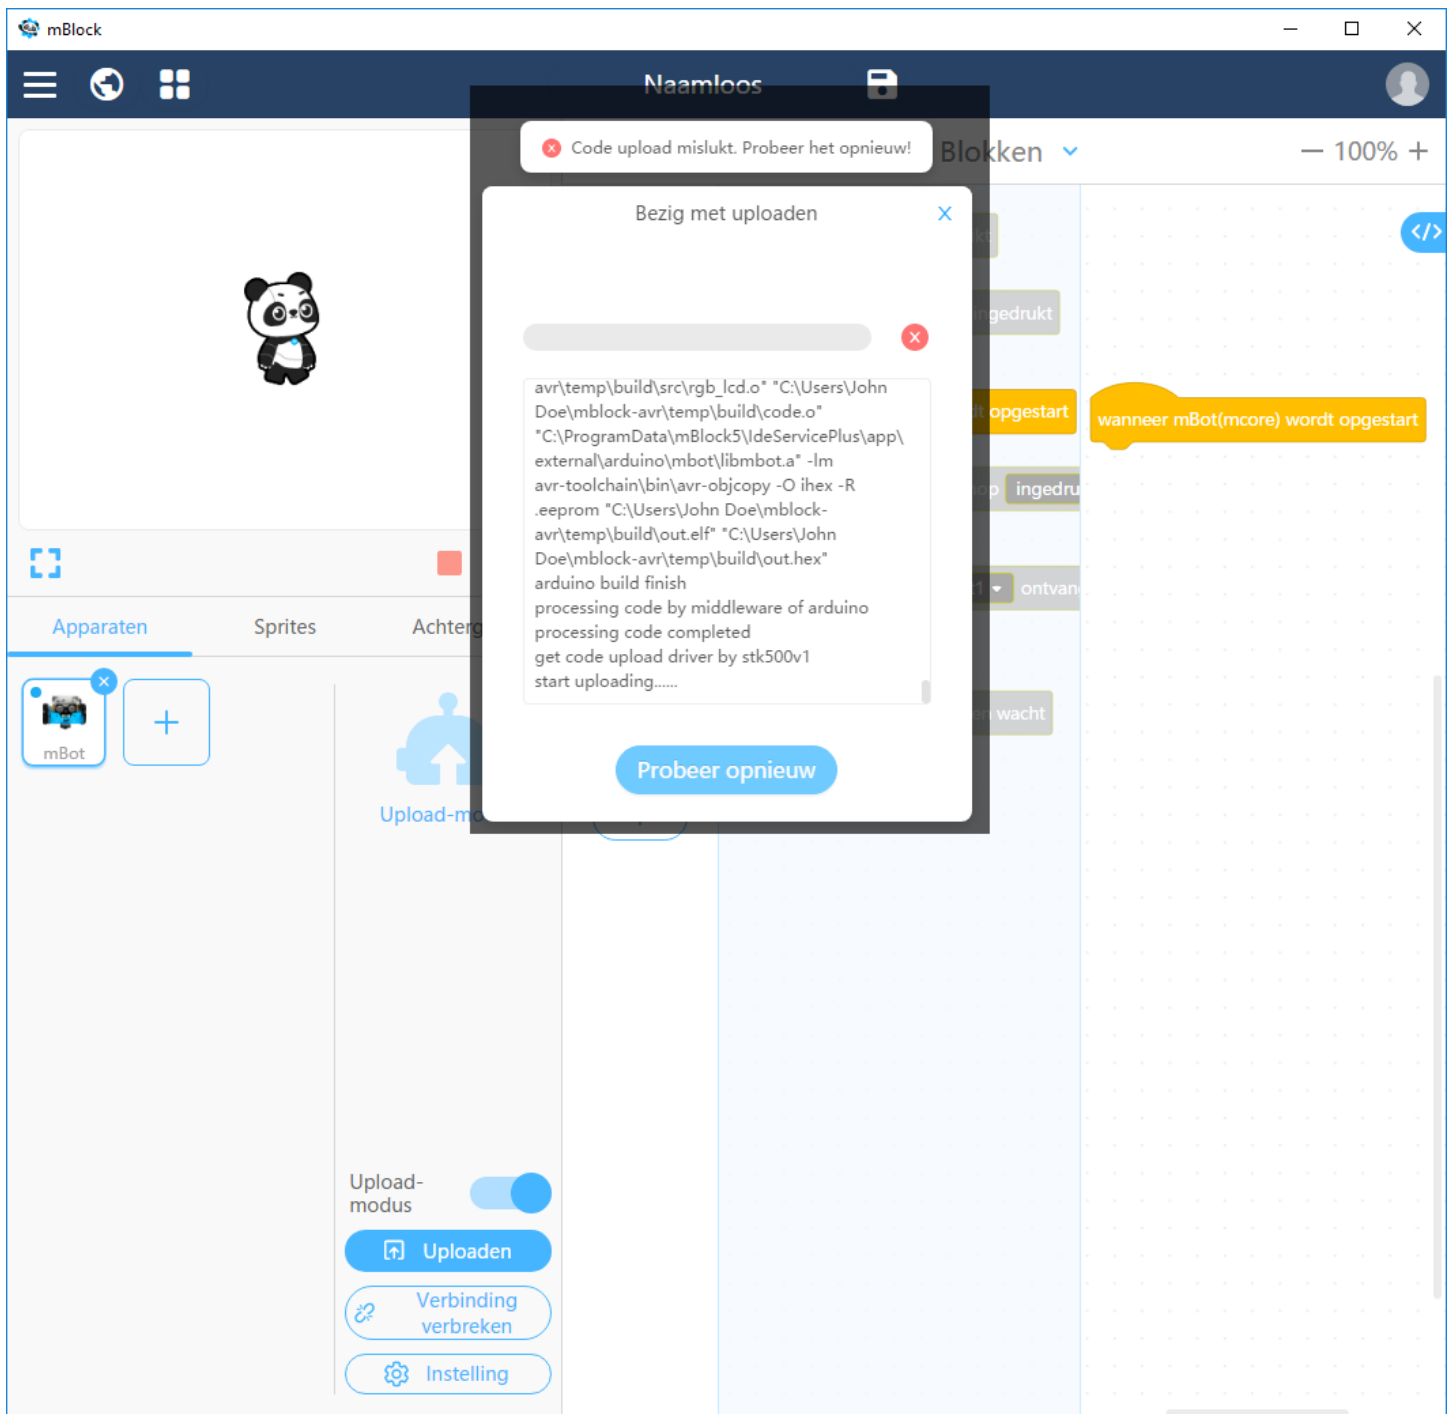 mBlock
Naamloos
Code upload mislukt. Probeer het opnieuw!
Blokken
100%
Bezig met uploaden
ingedrukt
avr\temp\build\src\rgb_lcd.o" "C:\Users\John
Doe\mblock-avr\temp\build\code.o"
"C:\ProgramData\mBlock5\IdeServicePlus\app\
external\arduino\mbot\libmbot.a" -lm
avr-toolchain\bin\avr-objcopy -O ihex -R
.eeprom "C:\Users\John Doe\mblock-
avr\temp\build\out.elf" "C:\Users\John
Doe\mblock-avr\temp\build\out.hex"
arduino build finish
processing code by middleware of arduino
processing code completed
get code upload driver by stk500v1
start uploading......
Probeer opnieuw
opgestart
wanneer mBot(mcore) wordt opgestart
op ingedru
ontvan
wacht
Apparaten
Sprites
Achterg
mBot
Upload-mo
Upload-
modus
Uploaden
Verbinding
verbreken
Instelling